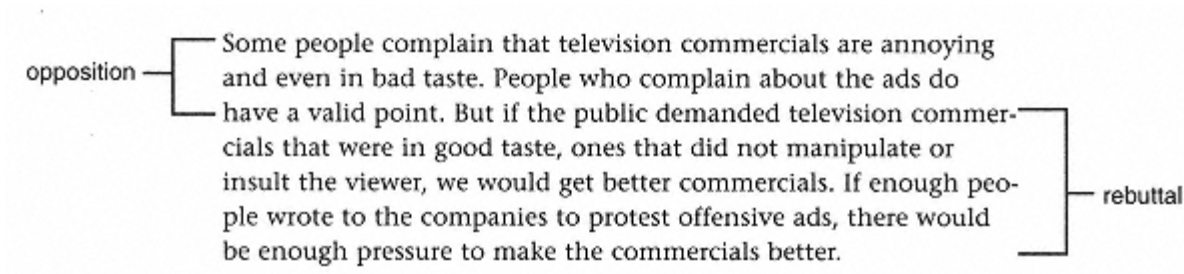 Some people complain that television commercials are annoying
opposition
and even in bad taste. People who complain about the ads do
have a valid point. But if the public demanded television commer-
cials that were in good taste, ones that did not manipulate or
insult the viewer, we would get better commercials. If enough peo-
rebuttal
ple wrote to the companies to protest offensive ads, there would
be enough pressure to make the commercials better.